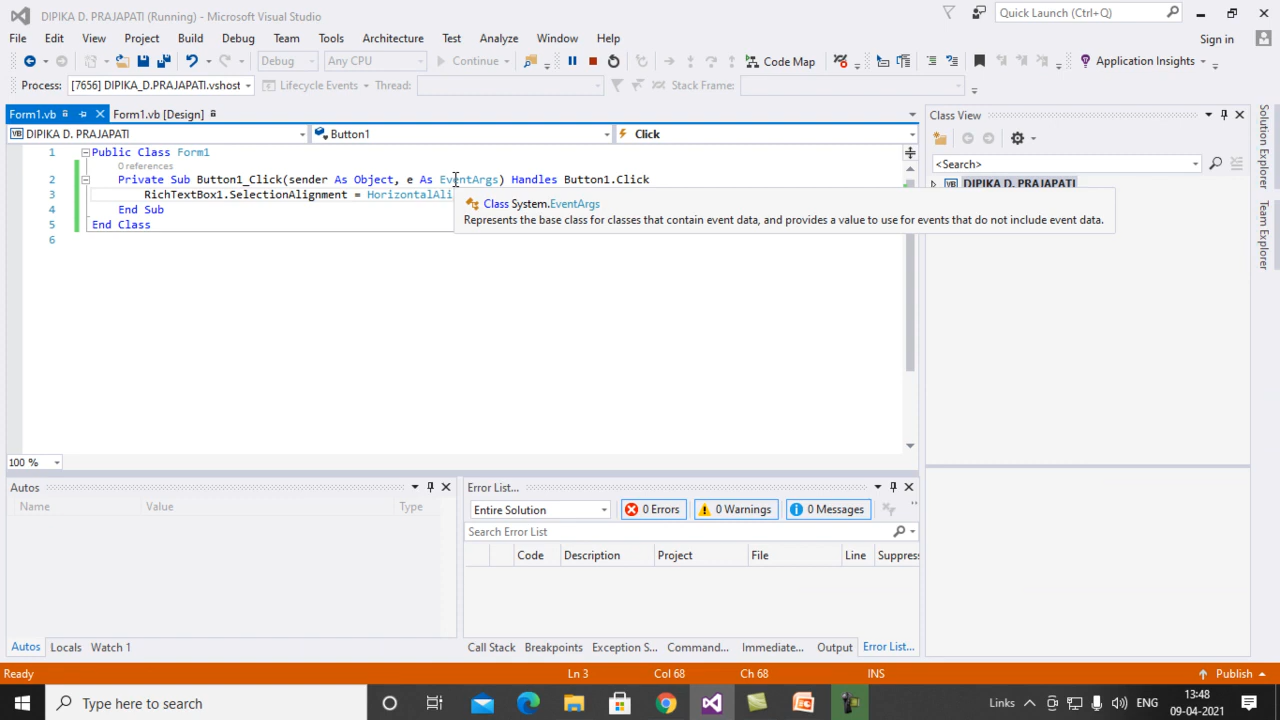 DIPIKA D. PRAJAPATI (Running) - Microsoft Visual Studio
Quick Launch (Ctrl+Q)
File Edit View Project Build Debug Team Tools Architecture Test Analyze Window Help
Sign in
Debug Any CPU Continue Code Map Application Insights
Process: [7656] DIPIKA_D.PRAJAPATI.vshost Lifecycle Events Thread: Stack Frame:
Form1.vb Form1.vb [Design]
Class View
DIPIKA D. PRAJAPATI Button1 Click
<Search>
DIPIKA D. PRAJAPATI
1 Public Class Form1
0 references
2 Private Sub Button1_Click(sender As Object, e As EventArgs) Handles Button1.Click
3 RichTextBox1.SelectionAlignment = HorizontalAli
4 End Sub
5 End Class
6
Class System.EventArgs
Represents the base class for classes that contain event data, and provides a value to use for events that do not include event data.
Solution Explorer
Team Explorer
100 %
Autos
Name Value Type
Error List...
Entire Solution 0 Errors 0 Warnings 0 Messages
Search Error List
Code Description Project File Line Suppress
Autos Locals Watch 1
Call Stack Breakpoints Exception S... Command... Immediate... Output Error List...
Ready Ln 3 Col 68 Ch 68 INS Publish
Type here to search
Links ENG 13:48
09-04-2021